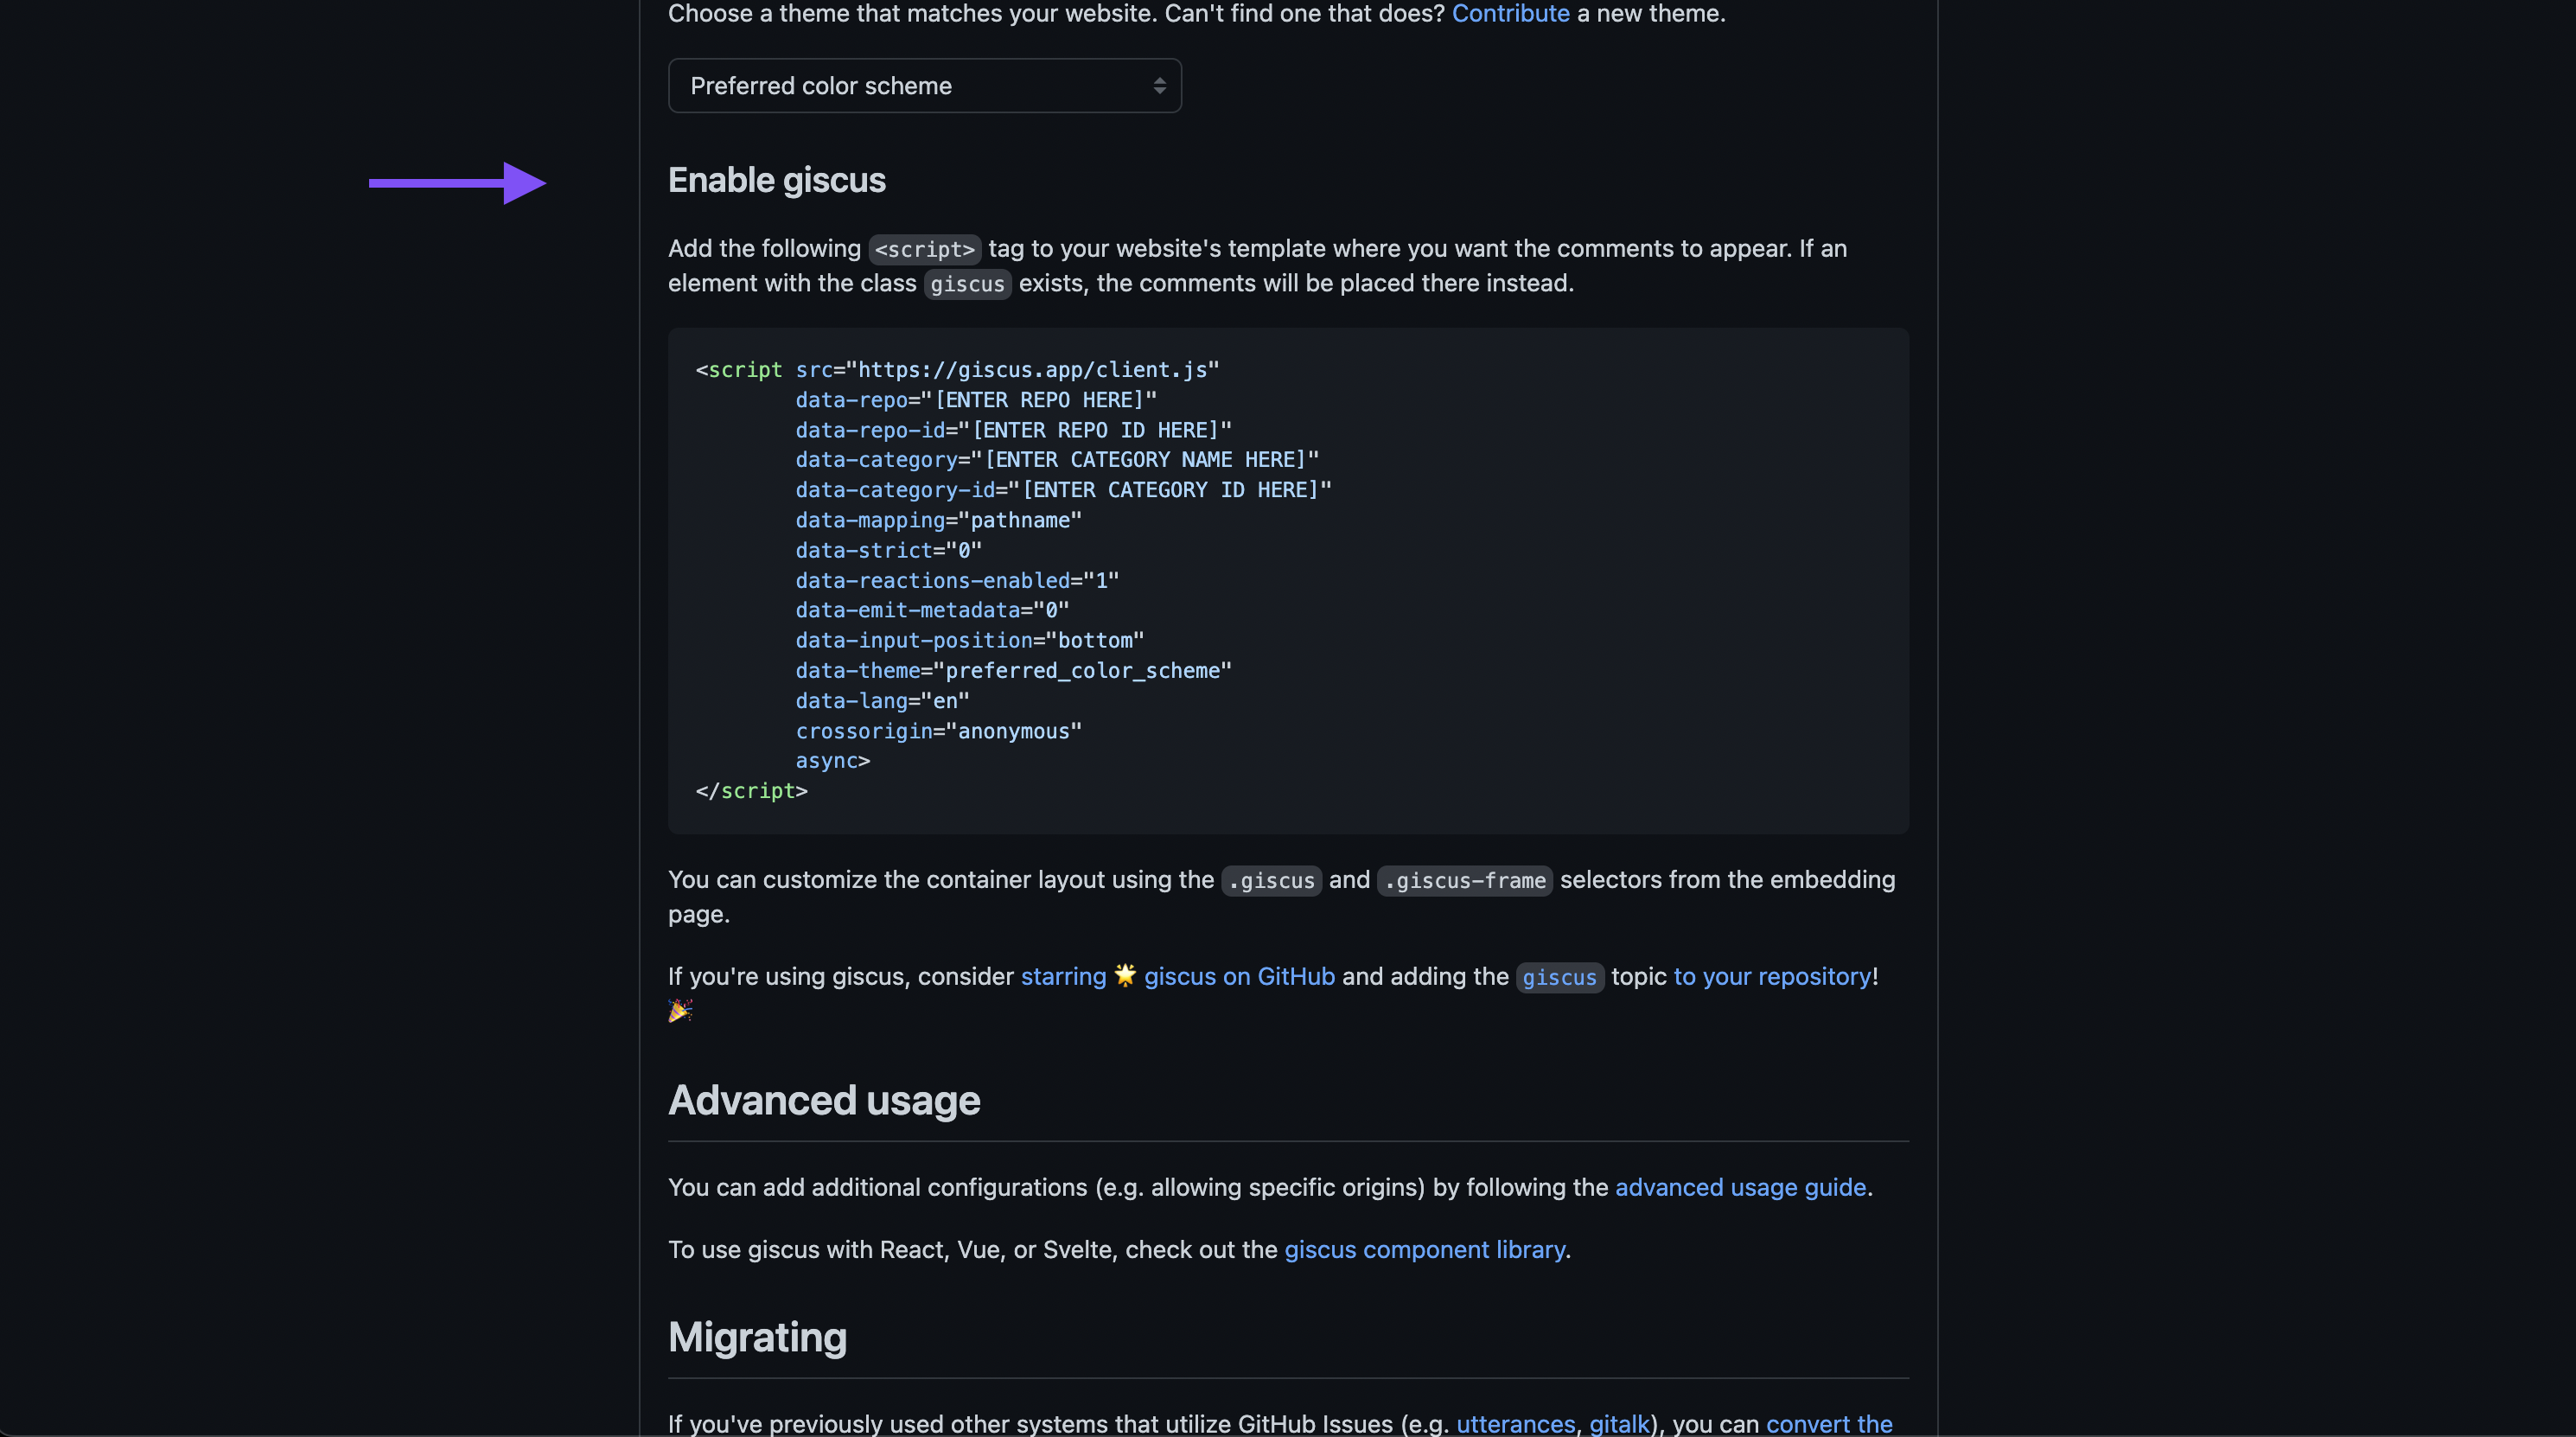 Choose a theme that matches your website. Can't find one that does? Contribute a new theme.
Preferred color scheme
Enable giscus
Add the following <script> tag to your website's template where you want the comments to appear. If an
element with the class giscus exists, the comments will be placed there instead.
<script src="https://giscus.app/client.js"
        data-repo="[ENTER REPO HERE]"
        data-repo-id="[ENTER REPO ID HERE]"
        data-category="[ENTER CATEGORY NAME HERE]"
        data-category-id="[ENTER CATEGORY ID HERE]"
        data-mapping="pathname"
        data-strict="0"
        data-reactions-enabled="1"
        data-emit-metadata="0"
        data-input-position="bottom"
        data-theme="preferred_color_scheme"
        data-lang="en"
        crossorigin="anonymous"
        async>
</script>
You can customize the container layout using the .giscus and .giscus-frame selectors from the embedding
page.
If you're using giscus, consider starring 🌟 giscus on GitHub and adding the giscus topic to your repository!
🎉
Advanced usage
You can add additional configurations (e.g. allowing specific origins) by following the advanced usage guide.
To use giscus with React, Vue, or Svelte, check out the giscus component library.
Migrating
If you've previously used other systems that utilize GitHub Issues (e.g. utterances, gitalk), you can convert the